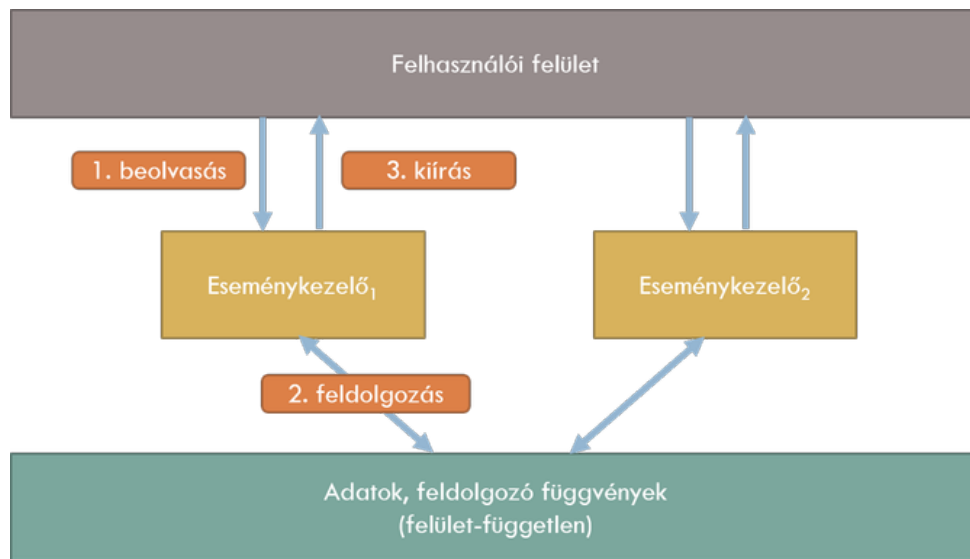 Felhasználói felület
1. beolvasás
3. kiírás
Eseménykezelő₁
Eseménykezelő₂
2. feldolgozás
Adatok, feldolgozó függvények
(felület-független)